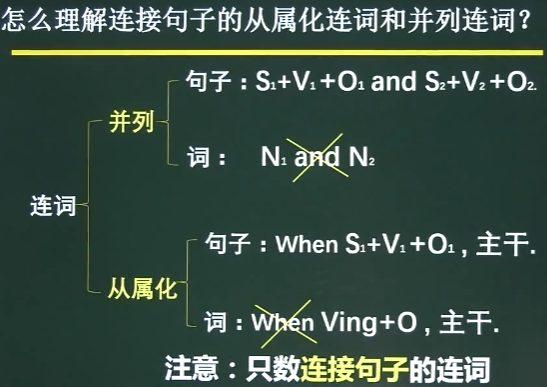 怎么理解连接句子的从属化连词和并列连词？
句子：S₁+V₁+O₁ and S₂+V₂+O₂.
并列
词： N₁ and N₂
连词
句子：When S₁+V₁+O₁ , 主干.
从属化
词：When Ving+O , 主干.
注意：只数连接句子的连词